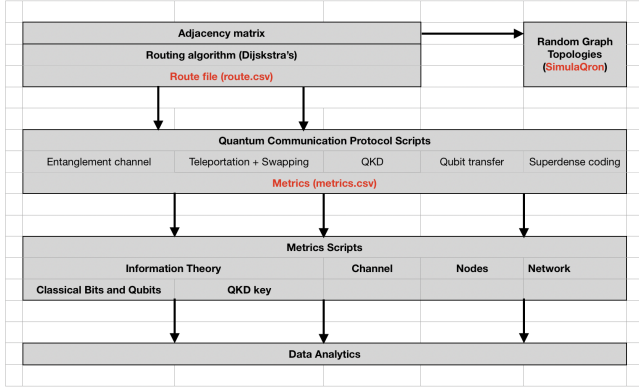 Adjacency matrix
Routing algorithm (Dijskstra's)
Route file (route.csv)
Random Graph
Topologies
(SimulaQron)
Quantum Communication Protocol Scripts
Entanglement channel
Teleportation + Swapping
QKD
Qubit transfer
Superdense coding
Metrics (metrics.csv)
Metrics Scripts
Information Theory
Channel
Nodes
Network
Classical Bits and Qubits
QKD key
Data Analytics